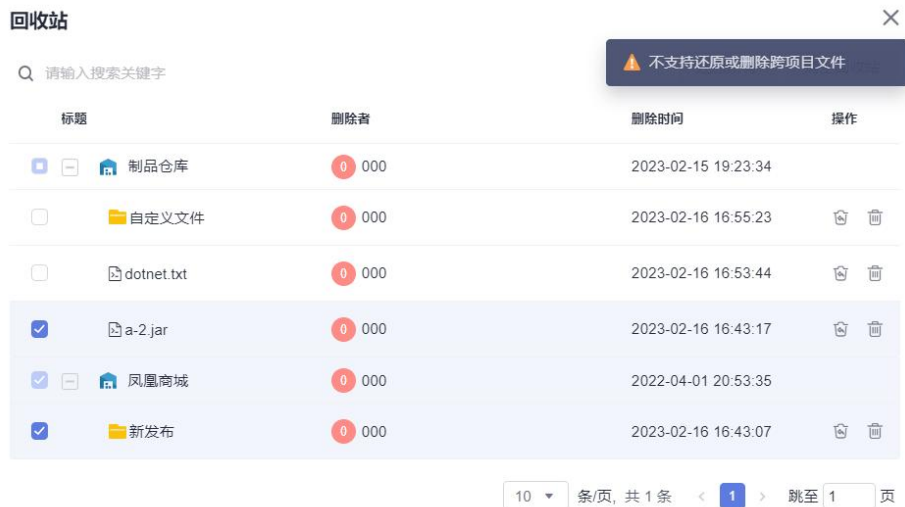 回收站
请输入搜索关键字
不支持还原或删除跨项目文件
标题 删除者 删除时间 操作
制品仓库 0 000 2023-02-15 19:23:34
自定义文件 0 000 2023-02-16 16:55:23
dotnet.txt 0 000 2023-02-16 16:53:44
a-2.jar 0 000 2023-02-16 16:43:17
凤凰商城 0 000 2022-04-01 20:53:35
新发布 0 000 2023-02-16 16:43:07
10 条/页, 共 1 条 < 1 > 跳至 1 页